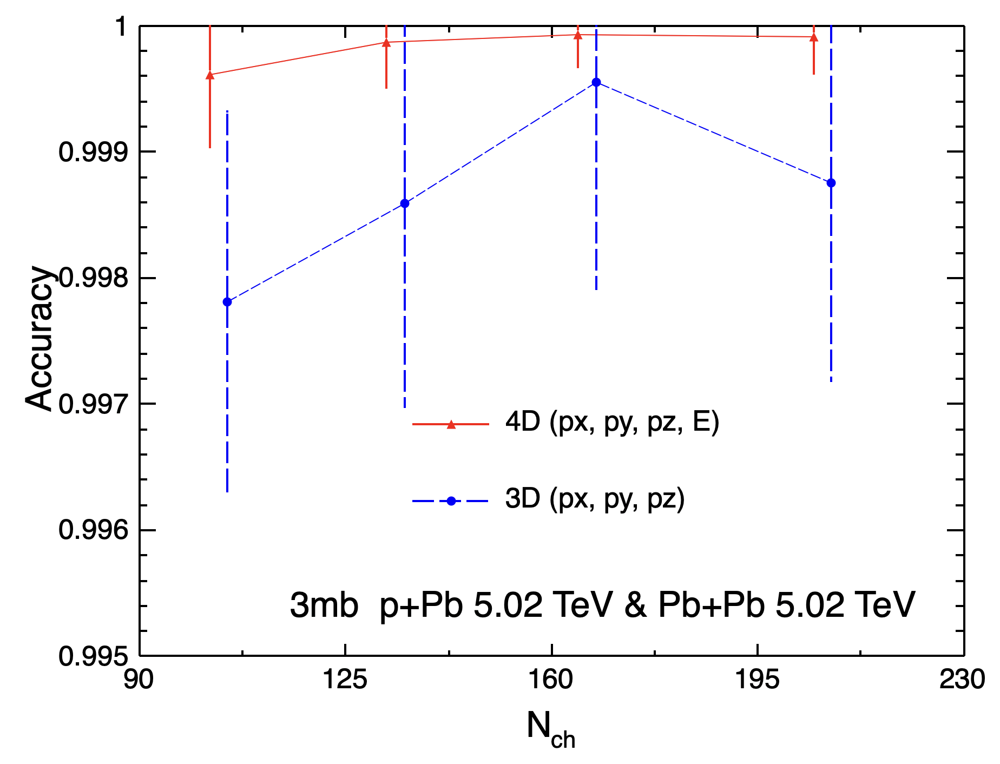 1
0.999
0.998
0.997
0.996
0.995
Accuracy
4D (px, py, pz, E)
3D (px, py, pz)
3mb p+Pb 5.02 TeV & Pb+Pb 5.02 TeV
90 125 160 195 230
N_ch